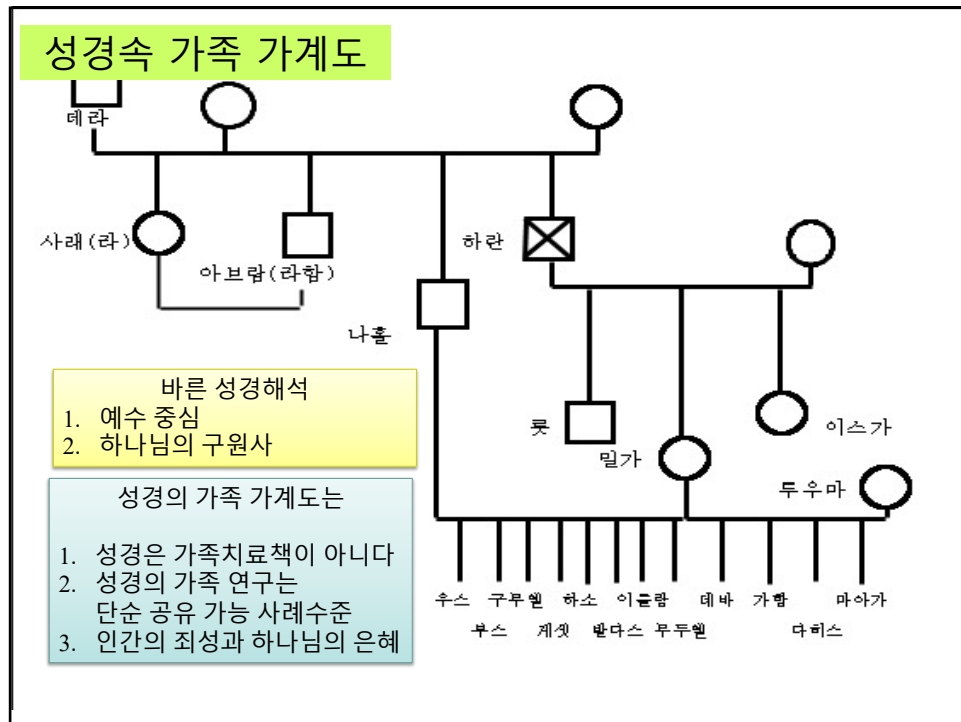 성경속 가족 가계도
데라
사래(라)
아브람(라함)
하란
나홀
롯
밀가
이스가
투우마
바른 성경해석
1. 예수 중심
2. 하나님의 구원사
성경의 가족 가계도는
1. 성경은 가족치료책이 아니다
2. 성경의 가족 연구는
단순 공유 가능 사례수준
3. 인간의 죄성과 하나님의 은혜
우스 구무엘 하소 이들람 데바 가함 마아가
부스 게셋 빌다스 무두엘 다히스